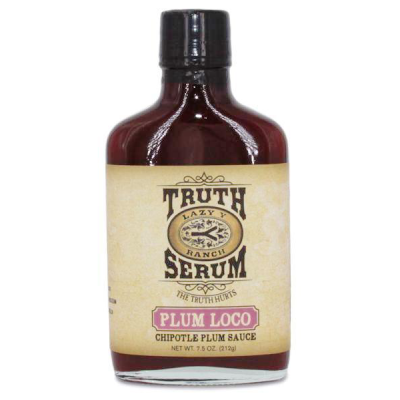 TRUTH
LAZY Y
RANCH
SERUM
THE TRUTH HURTS
PLUM LOCO
CHIPOTLE PLUM SAUCE
NET WT. 7.5 OZ. (212g)